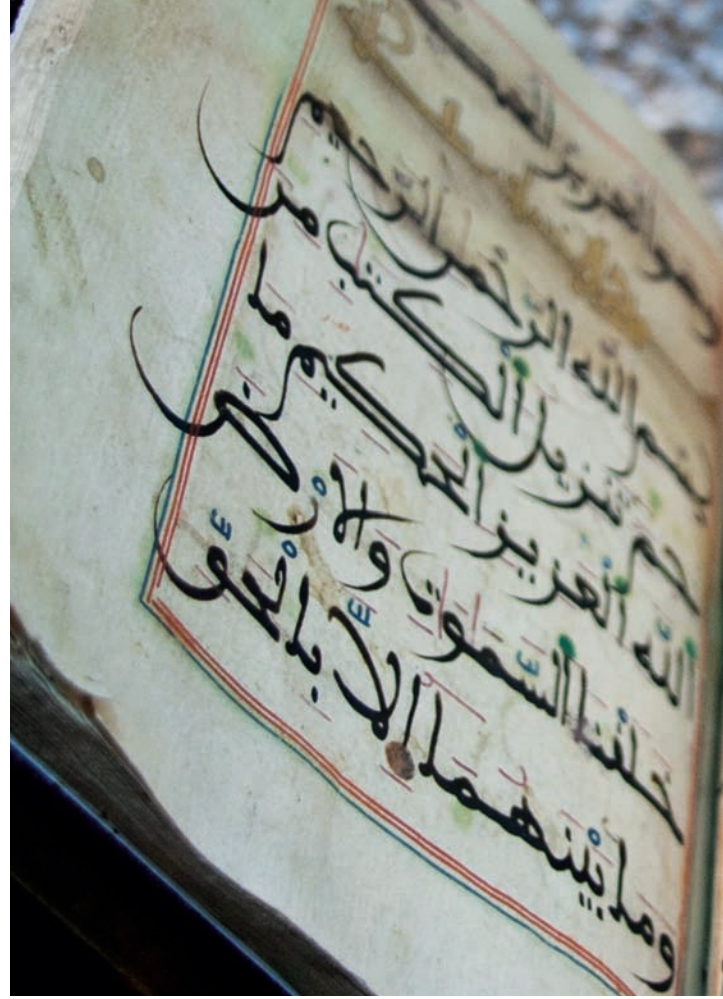 وهو العزيز الحكيم
بسم الله الرحمن الرحيم
حم تنزيل الكتب من
الله العزيز الحكيم ما
خلقنا السموت والارض
وما بينهما إلا بالحق